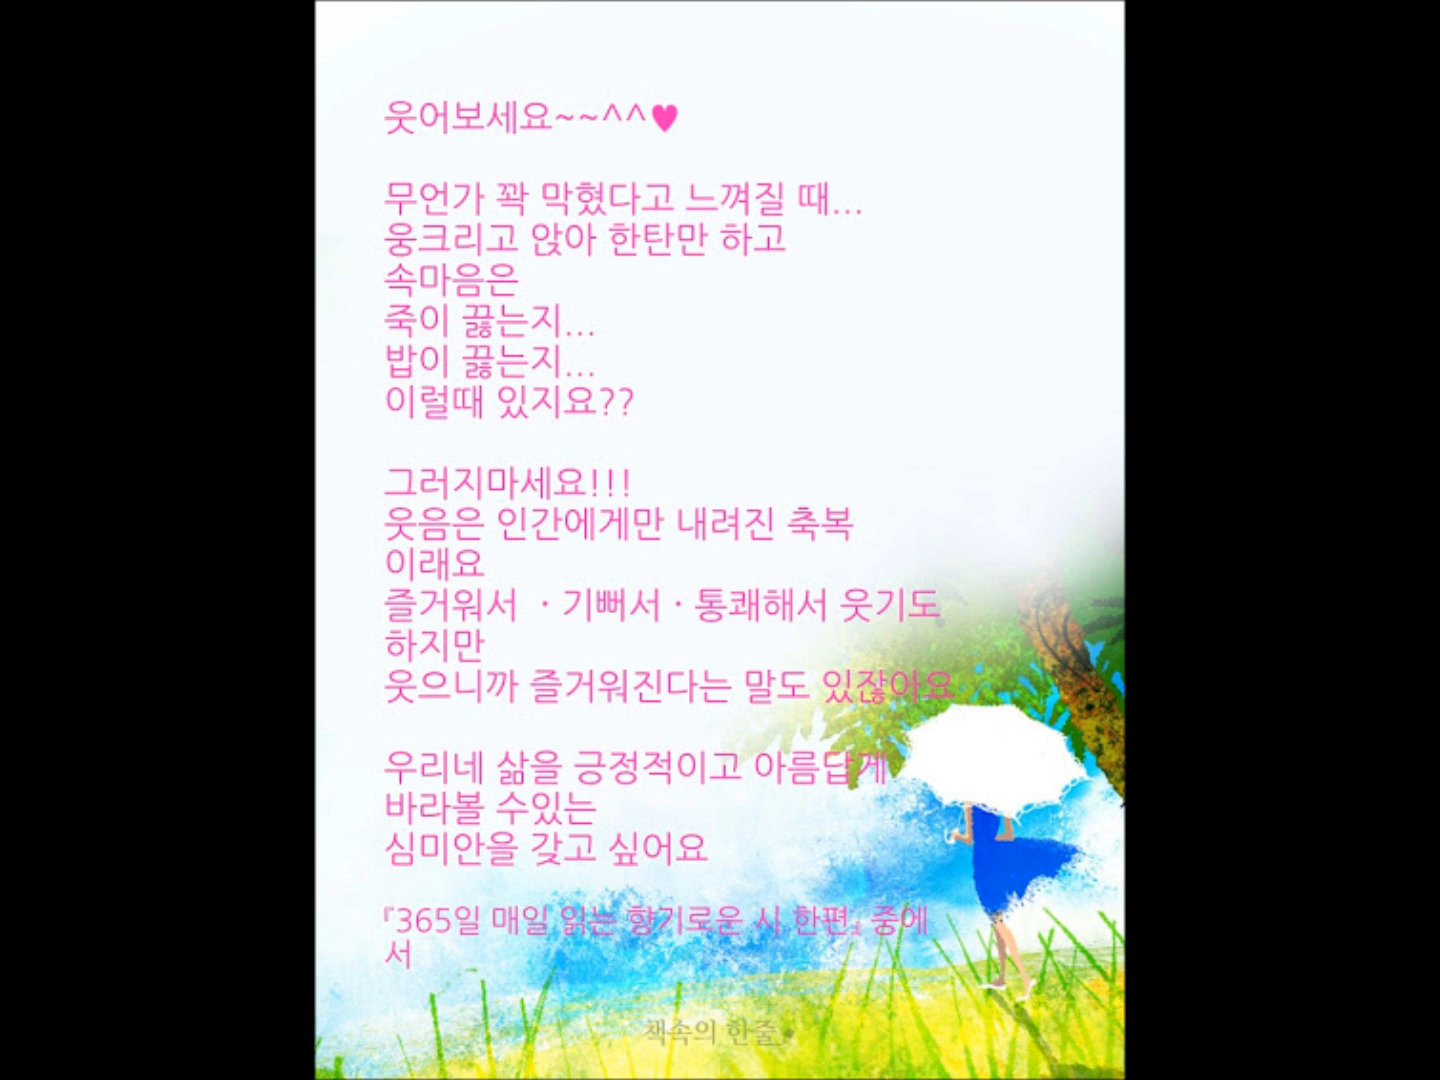 웃어보세요~~^^♥
무언가 꽉 막혔다고 느껴질 때...
웅크리고 앉아 한탄만 하고
속마음은
죽이 끓는지...
밥이 끓는지...
이럴때 있지요??
그러지마세요!!!
웃음은 인간에게만 내려진 축복
이래요
즐거워서 ·기뻐서·통쾌해서 웃기도
하지만
웃으니까 즐거워진다는 말도 있잖아요
우리네 삶을 긍정적이고 아름답게
바라볼 수있는
심미안을 갖고 싶어요
『365일 매일 읽는 향기로운 시 한편』 중에
서
책속의 한줄